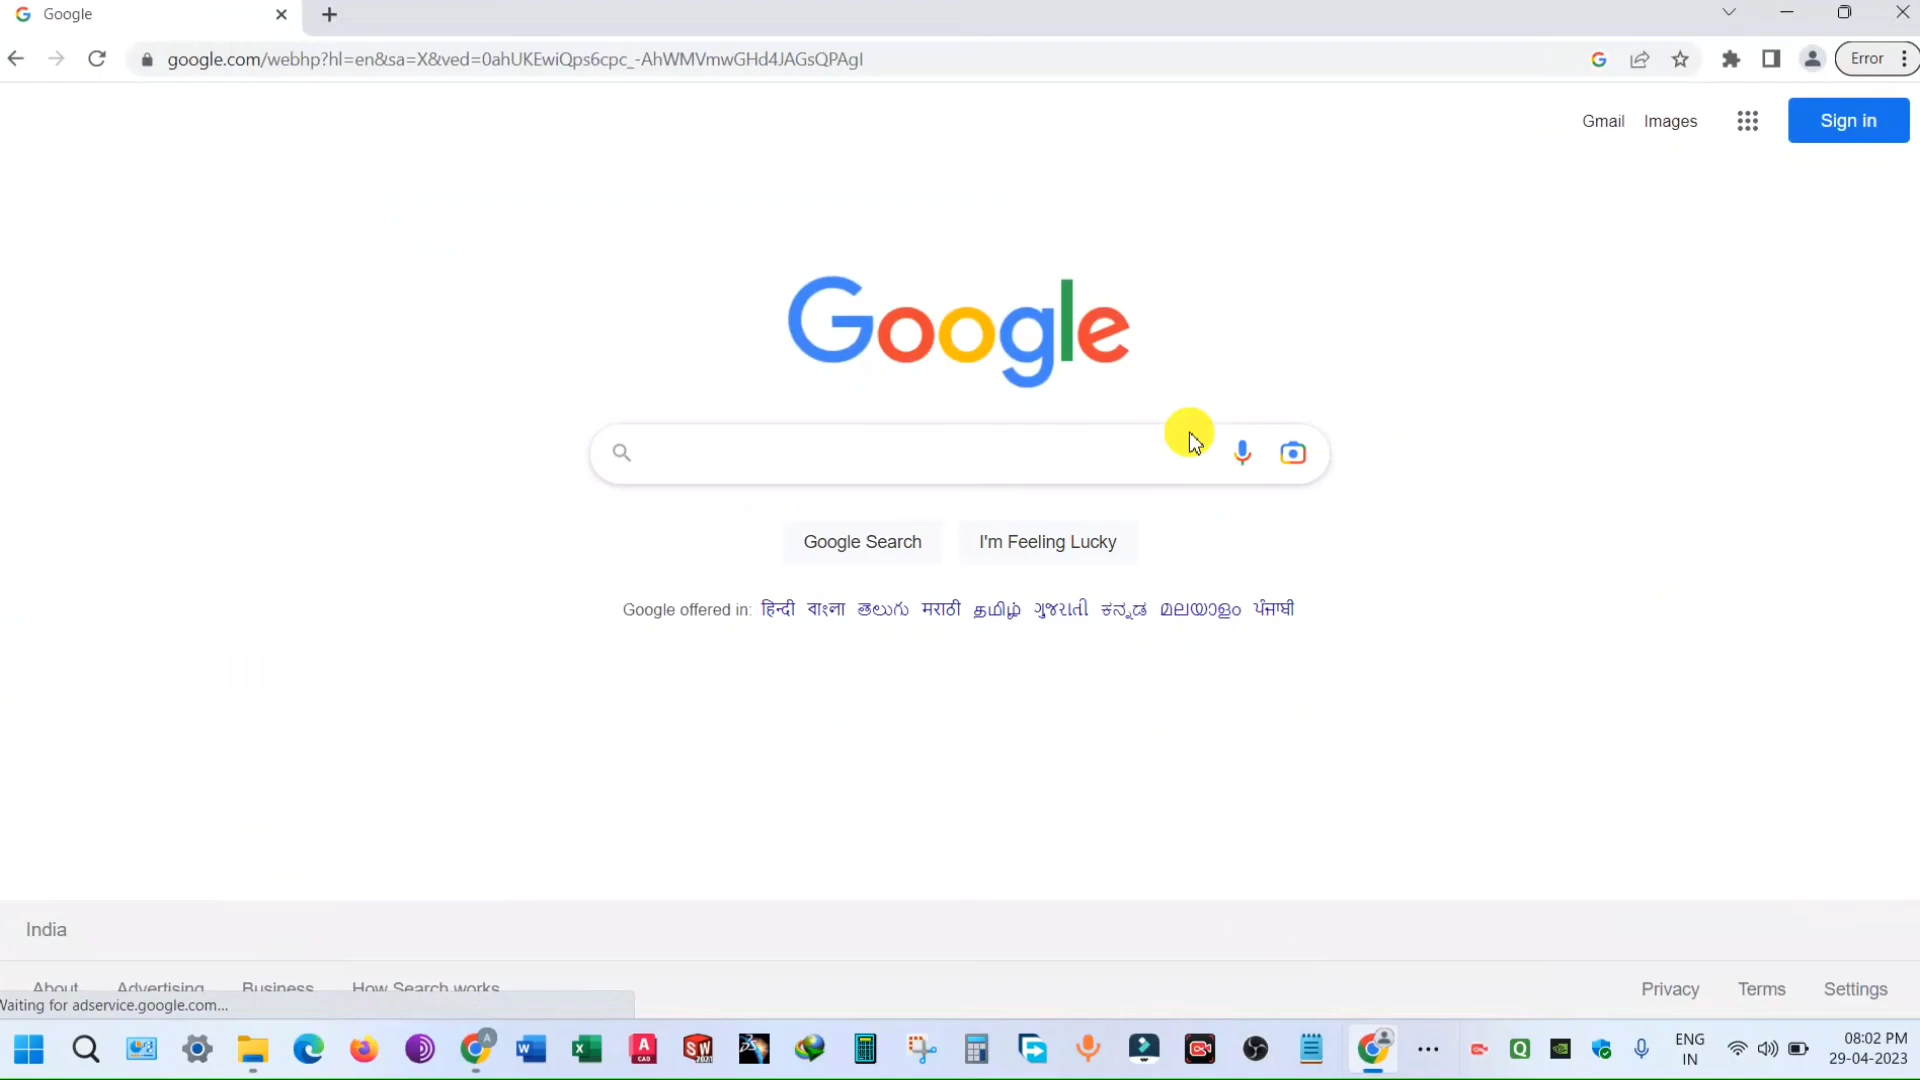 Google
google.com/webhp?hl=en&sa=X&ved=0ahUKEwiQps6cpc_-AhWMVmwGHd4JAGsQPAgI
Error
Gmail Images Sign in
Google
Google Search I'm Feeling Lucky
Google offered in: हिन्दी বাংলা తెలుగు मराठी தமிழ் ગુજરાતી ಕನ್ನಡ മലയാളം ਪੰਜਾਬੀ
India
About Advertising Business How Search works Privacy Terms Settings
Waiting for adservice.google.com...
ENG
IN
08:02 PM
29-04-2023